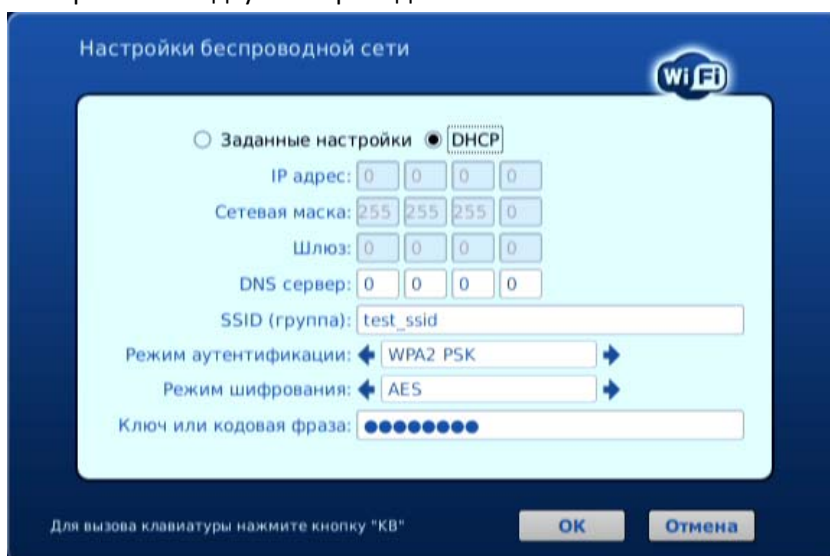 Настройки беспроводной сети
Wi Fi
Заданные настройки DHCP
IP адрес: 0 0 0 0
Сетевая маска: 255 255 255 0
Шлюз: 0 0 0 0
DNS сервер: 0 0 0 0
SSID (группа): test_ssid
Режим аутентификации: WPA2 PSK
Режим шифрования: AES
Ключ или кодовая фраза: ●●●●●●●●
Для вызова клавиатуры нажмите кнопку "КВ" ОК Отмена